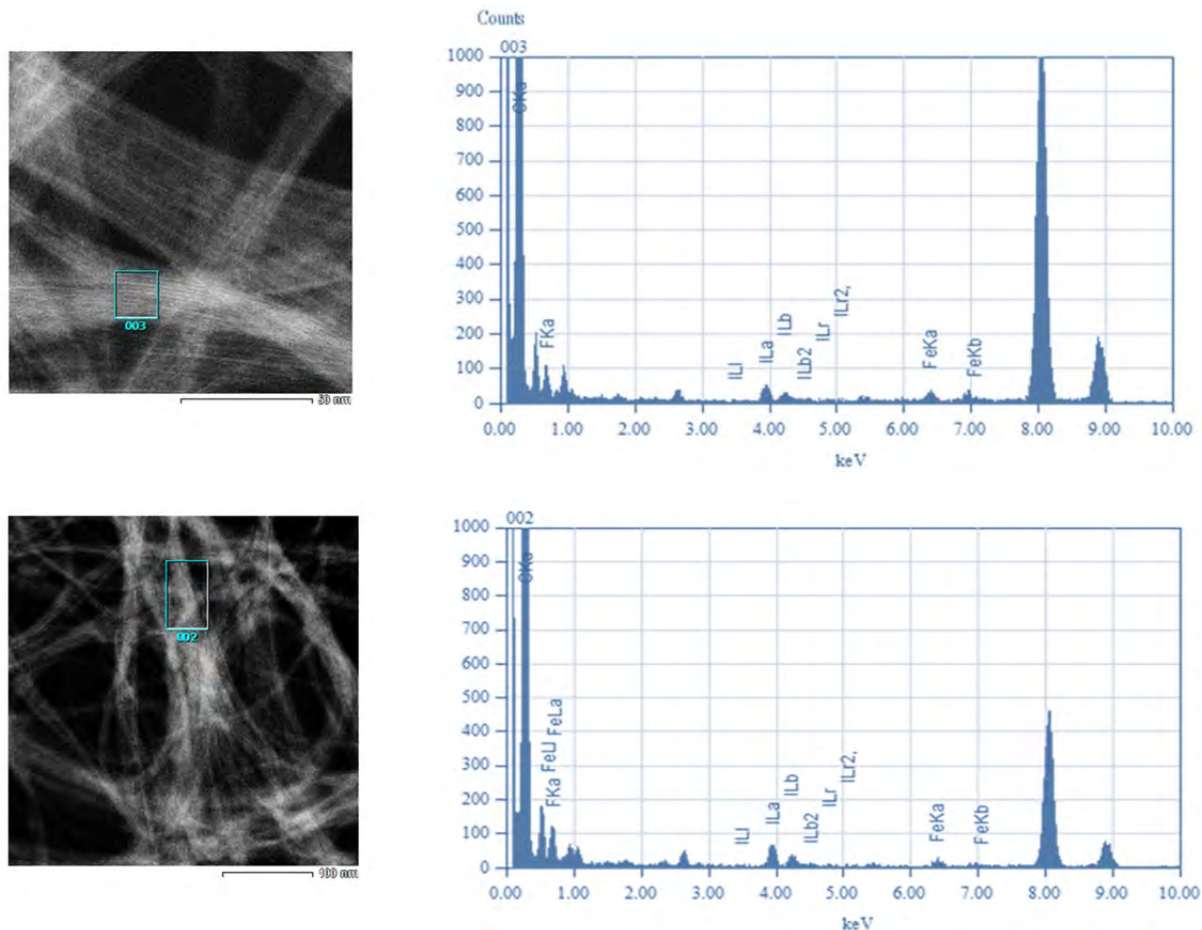 Counts
003
1000
900
800
700
600
500
400
300
200
100
0
CKa
FKa
ILl
ILa
ILb
ILb2
ILr
ILr2,
FeKa
FeKb
0.00 1.00 2.00 3.00 4.00 5.00 6.00 7.00 8.00 9.00 10.00
keV
003
50 nm
002
1000
900
800
700
600
500
400
300
200
100
0
CKa
FKa
FeLl
FeLa
ILl
ILa
ILb
ILb2
ILr
ILr2,
FeKa
FeKb
0.00 1.00 2.00 3.00 4.00 5.00 6.00 7.00 8.00 9.00 10.00
keV
002
100 nm